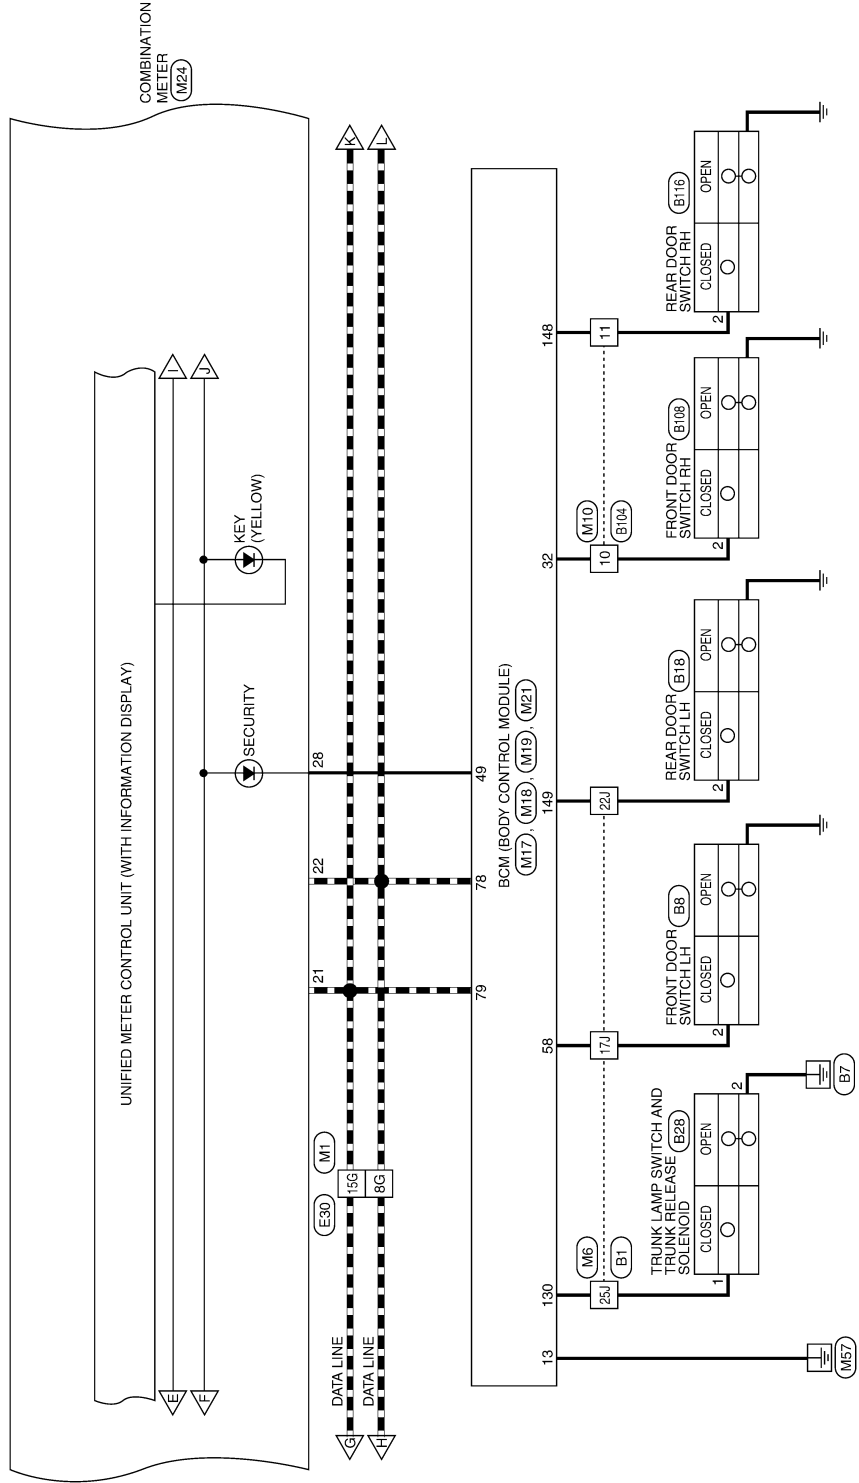 COMBINATION
METER
M24
UNIFIED METER CONTROL UNIT (WITH INFORMATION DISPLAY)
E
I
F
J
SECURITY
KEY
(YELLOW)
21
22
28
E30
M1
DATA LINE
G
15G
K
DATA LINE
H
8G
L
79
78
49
BCM (BODY CONTROL MODULE)
M17 , M18 , M19 , M21
13
130
58
149
32
148
M6
B1
M10
B104
25J
17J
22J
10
11
TRUNK LAMP SWITCH AND
TRUNK RELEASE
SOLENOID
B28
CLOSED
OPEN
1
2
FRONT DOOR
SWITCH LH
B8
CLOSED
OPEN
2
REAR DOOR
SWITCH LH
B18
CLOSED
OPEN
2
FRONT DOOR
SWITCH RH
B108
CLOSED
OPEN
2
REAR DOOR
SWITCH RH
B116
CLOSED
OPEN
2
M57
B7